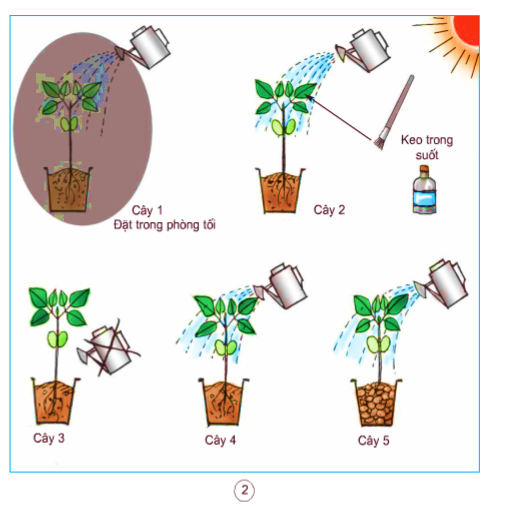 Keo trong
suốt
Cây 1
Đặt trong phòng tối
Cây 2
Cây 3
Cây 4
Cây 5
2